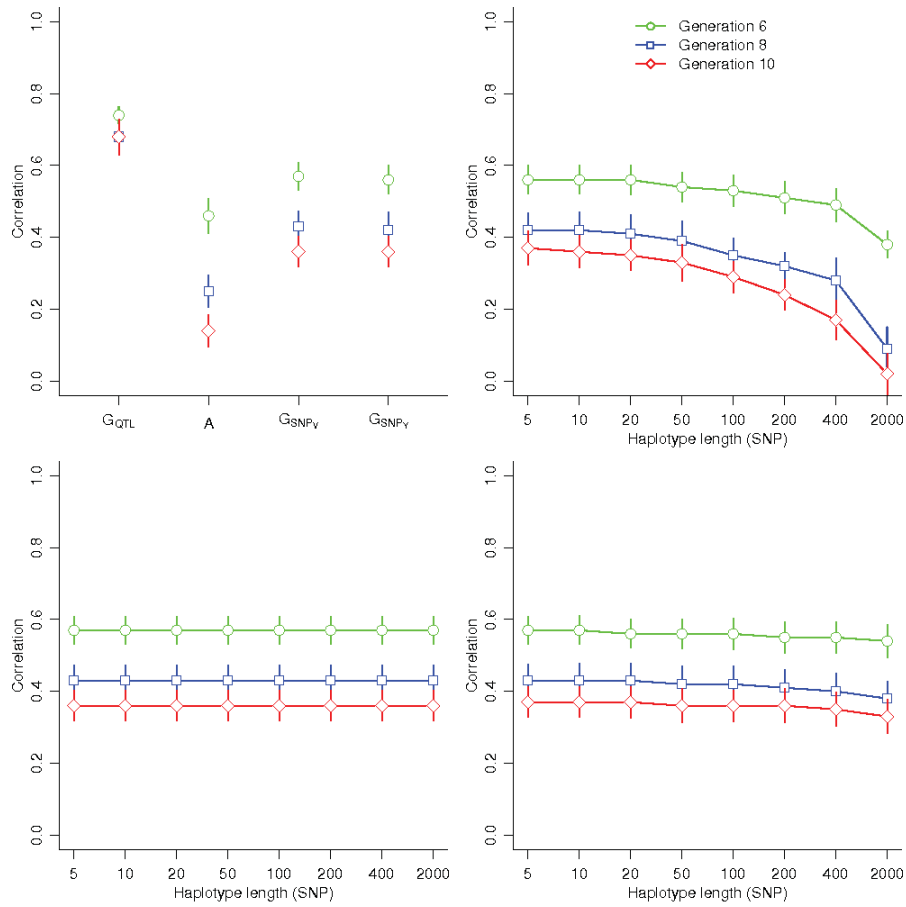 1.0
0.8
0.6
0.4
0.2
0.0
Correlation
G_QTL
A
G_SNP_V
G_SNP_Y
Generation 6
Generation 8
Generation 10
1.0
0.8
0.6
0.4
0.2
0.0
Correlation
5 10 20 50 100 200 400 2000
Haplotype length (SNP)
1.0
0.8
0.6
0.4
0.2
0.0
Correlation
5 10 20 50 100 200 400 2000
Haplotype length (SNP)
1.0
0.8
0.6
0.4
0.2
0.0
Correlation
5 10 20 50 100 200 400 2000
Haplotype length (SNP)